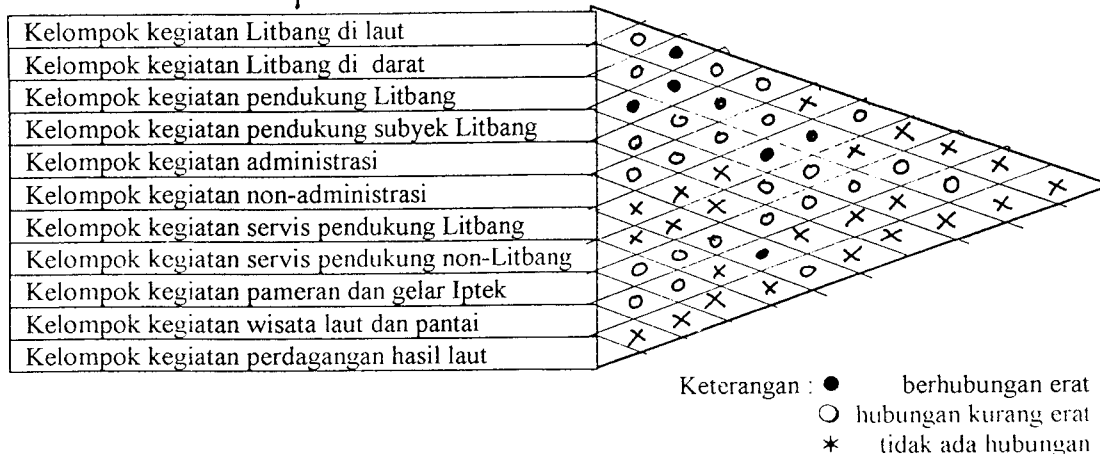 Kelompok kegiatan Litbang di laut
Kelompok kegiatan Litbang di darat
Kelompok kegiatan pendukung Litbang
Kelompok kegiatan pendukung subyek Litbang
Kelompok kegiatan administrasi
Kelompok kegiatan non-administrasi
Kelompok kegiatan servis pendukung Litbang
Kelompok kegiatan servis pendukung non-Litbang
Kelompok kegiatan pameran dan gelar Iptek
Kelompok kegiatan wisata laut dan pantai
Kelompok kegiatan perdagangan hasil laut
Keterangan : ● berhubungan erat
○ hubungan kurang erat
✶ tidak ada hubungan